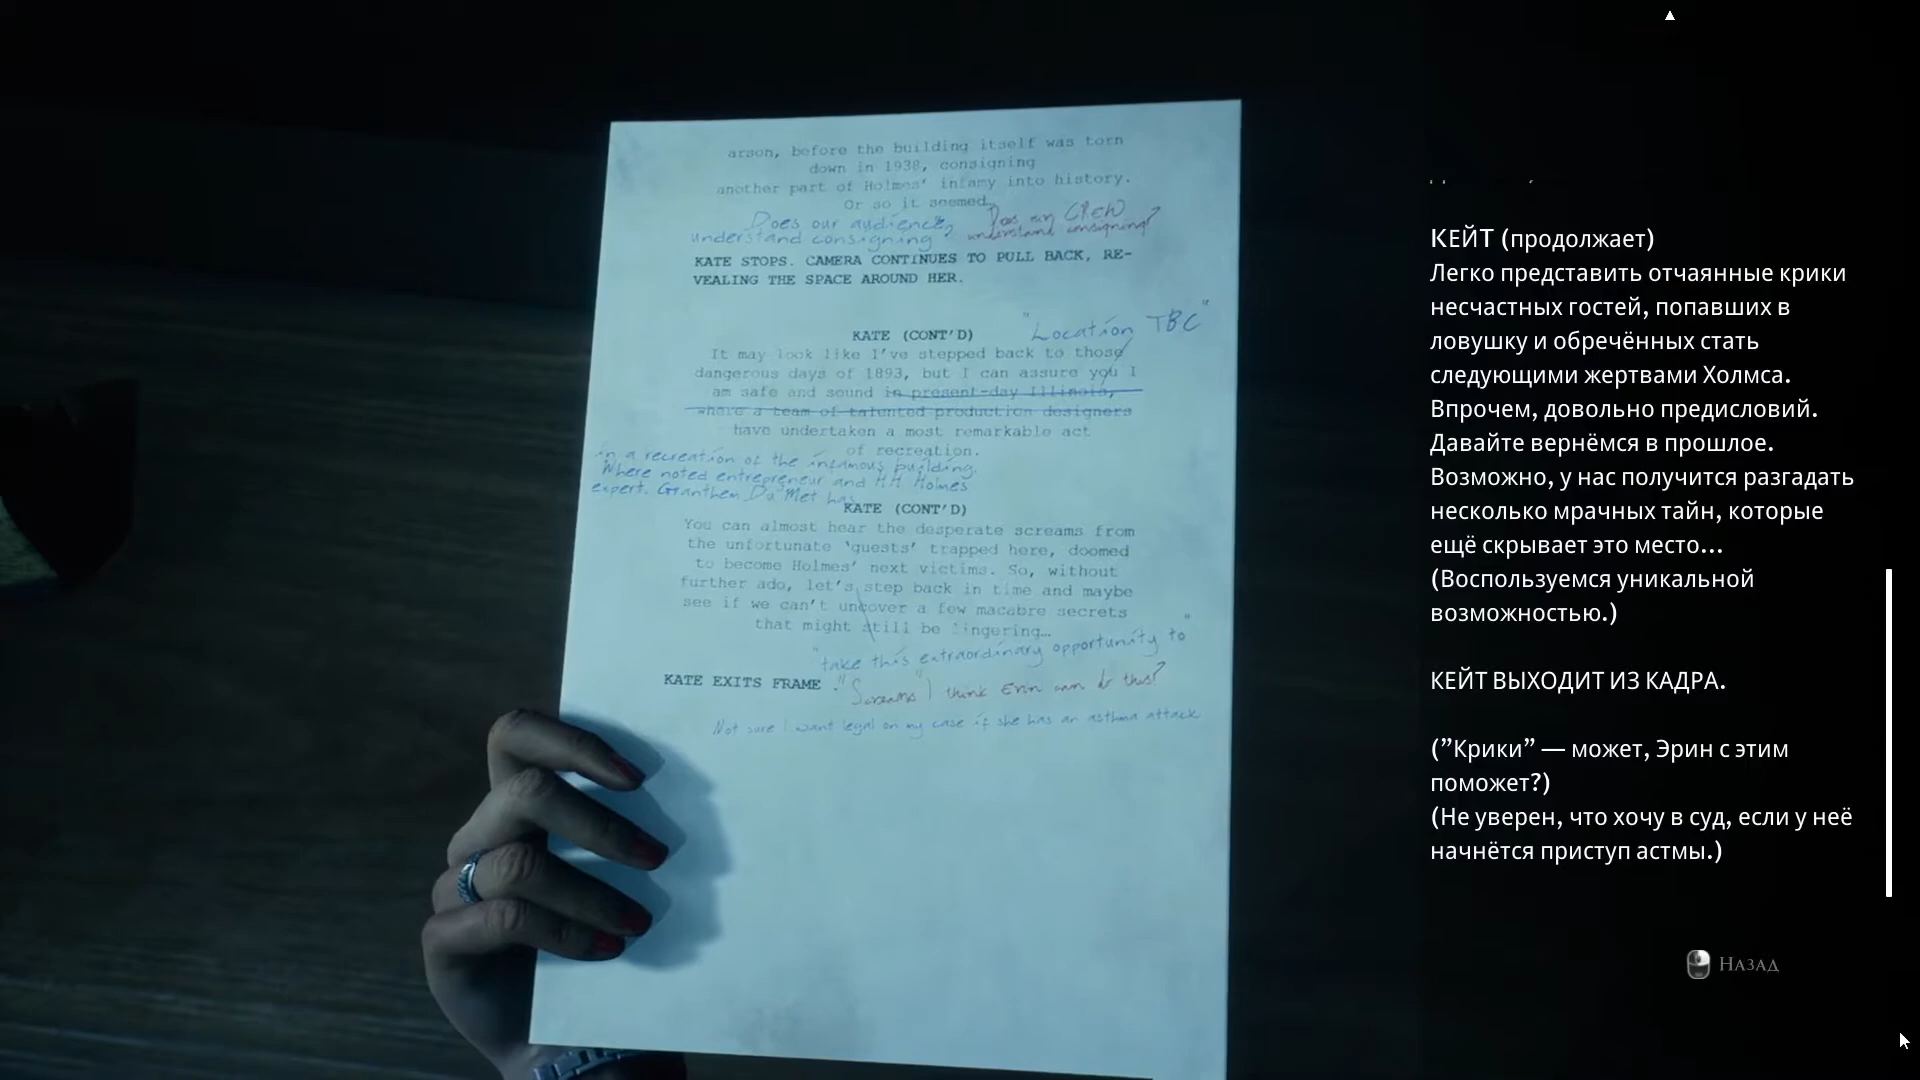 arson, before the building itself was torn
down in 1938, consigning
another part of Holmes' infamy into history.
Or so it seemed…
Does our audience
understand consigning?
Does my CREW
understand consigning?
KATE STOPS. CAMERA CONTINUES TO PULL BACK, RE-
VEALING THE SPACE AROUND HER.
"Location TBC"
KATE (CONT'D)
It may look like I've stepped back to those
dangerous days of 1893, but I can assure you I
am safe and sound in present-day Illinois,
where a team of talented production designers
have undertaken a most remarkable act
of recreation.
in a recreation of the infamous building.
Where noted entrepreneur and H.H. Holmes
expert. Granthem Du'Met has
KATE (CONT'D)
You can almost hear the desperate screams from
the unfortunate 'guests' trapped here, doomed
to become Holmes' next victims. So, without
further ado, let's step back in time and maybe
see if we can't uncover a few macabre secrets
that might still be lingering…
"take this extraordinary opportunity to"
KATE EXITS FRAME.
"Screams" I think Erin can do this?
Not sure I want legal on my case if she has an asthma attack
КЕЙТ (продолжает)
Легко представить отчаянные крики
несчастных гостей, попавших в
ловушку и обречённых стать
следующими жертвами Холмса.
Впрочем, довольно предисловий.
Давайте вернёмся в прошлое.
Возможно, у нас получится разгадать
несколько мрачных тайн, которые
ещё скрывает это место…
(Воспользуемся уникальной
возможностью.)
КЕЙТ ВЫХОДИТ ИЗ КАДРА.
(”Крики” — может, Эрин с этим
поможет?)
(Не уверен, что хочу в суд, если у неё
начнётся приступ астмы.)
Назад